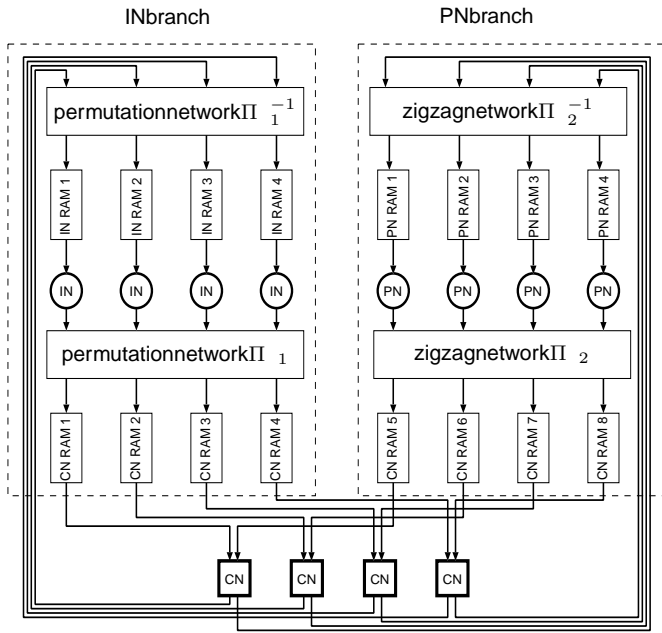 INbranch PNbranch
permutationnetworkΠ 1 −1 zigzagnetworkΠ 2 −1
IN RAM 1 IN RAM 2 IN RAM 3 IN RAM 4 PN RAM 1 PN RAM 2 PN RAM 3 PN RAM 4
IN IN IN IN PN PN PN PN
permutationnetworkΠ 1 zigzagnetworkΠ 2
CN RAM 1 CN RAM 2 CN RAM 3 CN RAM 4 CN RAM 5 CN RAM 6 CN RAM 7 CN RAM 8
CN CN CN CN